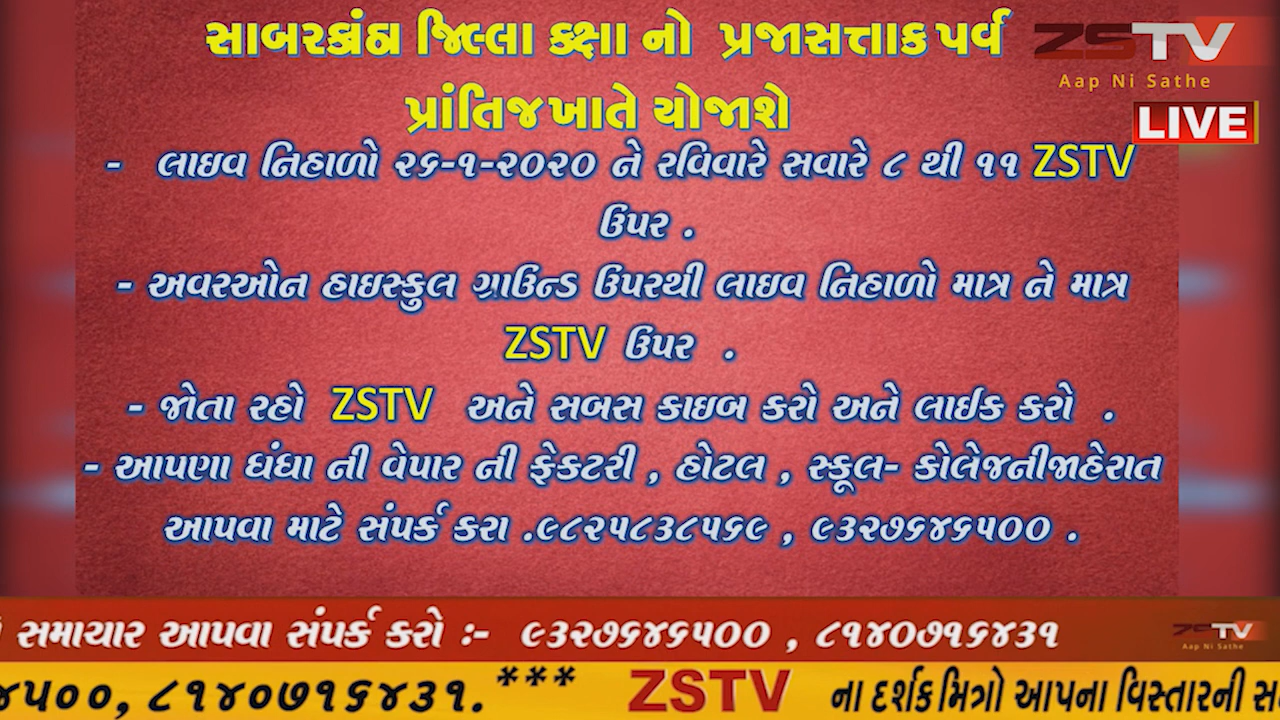 સાબરકાંઠા જિલ્લા કક્ષા નો  પ્રજાસત્તાક પર્વ
ZSTV
Aap Ni Sathe
પ્રાંતિજખાતે યોજાશે
LIVE
- લાઇવ નિહાળો ૨૬-૧-૨૦૨૦ ને રવિવારે સવારે ૮ થી ૧૧ ZSTV
ઉપર .
- અવરઓન હાઇસ્કુલ ગ્રાઉન્ડ ઉપરથી લાઇવ નિહાળો માત્ર ને માત્ર
ZSTV ઉપર .
- જોતા રહો ZSTV અને સબસ કાઇબ કરો અને લાઈક કરો .
- આપણા ધંધા ની વેપાર ની ફેકટરી , હોટલ , સ્કૂલ- કોલેજનીજાહેરાત
આપવા માટે સંપર્ક કરા .૯૮૨૫૮૩૮૫૬૯ , ૯૩૨૭૬૪૬૫૦૦ .
સમાચાર આપવા સંપર્ક કરો :- ૯૩૨૭૬૪૬૫૦૦ , ૮૧૪૦૭૧૬૪૩૧
ZSTV
Aap Ni Sathe
૪૫૦૦, ૮૧૪૦૭૧૬૪૩૧.*** ZSTV ના દર્શક મિત્રો આપના વિસ્તારની